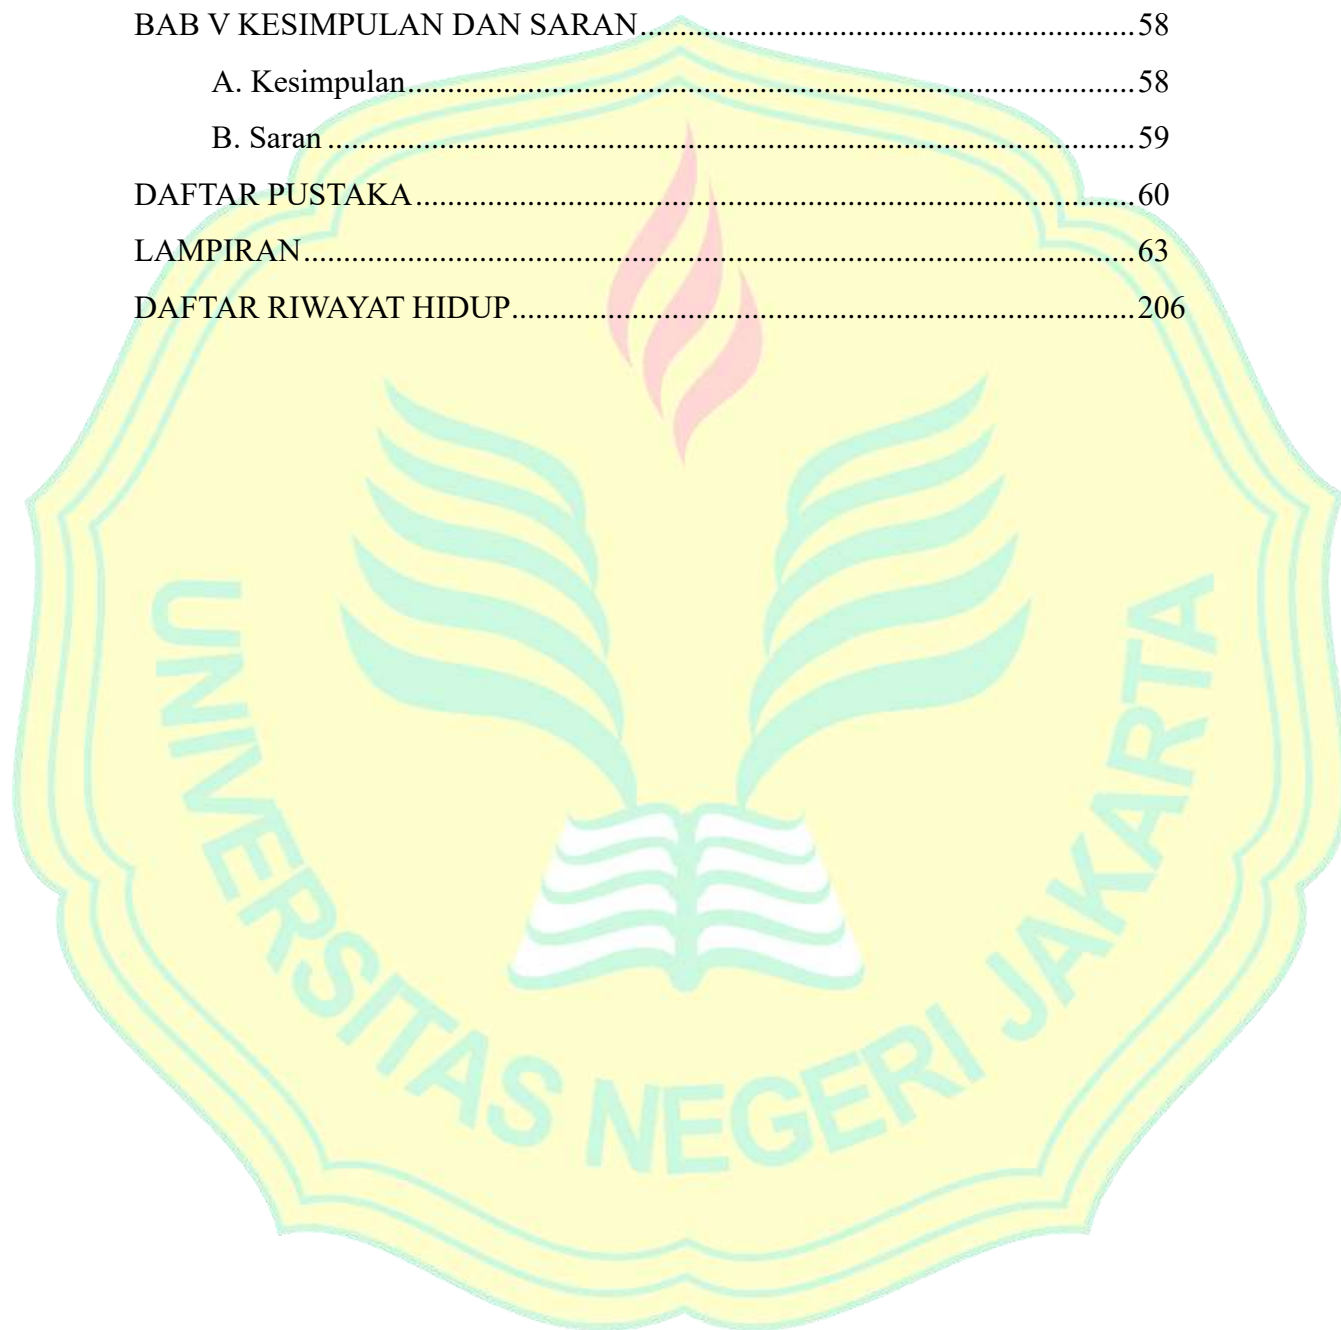 BAB V KESIMPULAN DAN SARAN..............................................................58
A. Kesimpulan...........................................................................................58
B. Saran.....................................................................................................59
DAFTAR PUSTAKA..........................................................................................60
LAMPIRAN........................................................................................................63
DAFTAR RIWAYAT HIDUP..............................................................................206
UNIVERSITAS NEGERI JAKARTA